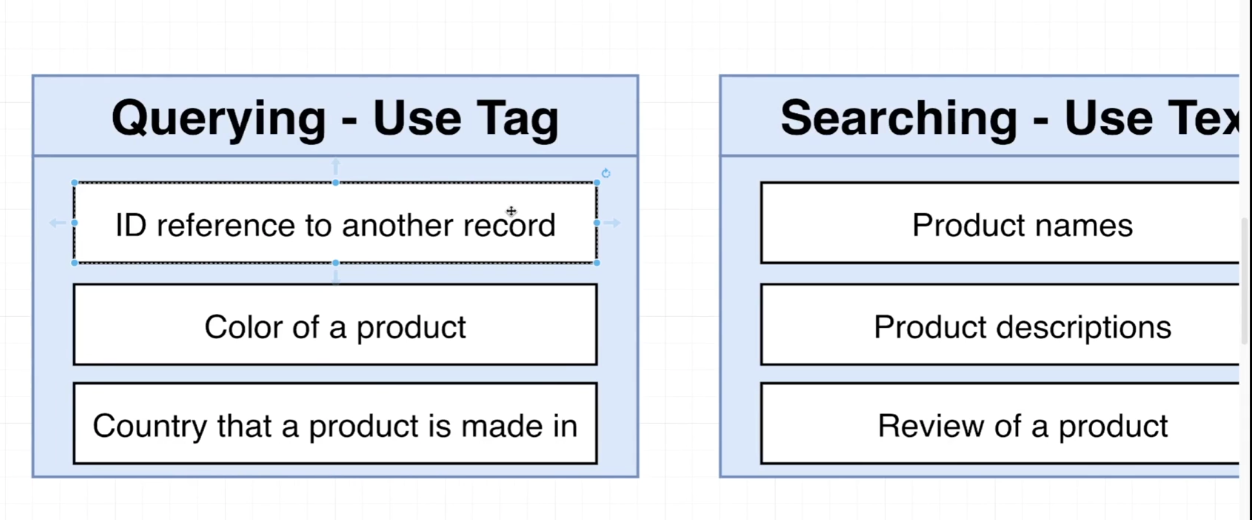 Querying - Use Tag
ID reference to another record
Color of a product
Country that a product is made in
Searching - Use Tex
Product names
Product descriptions
Review of a product